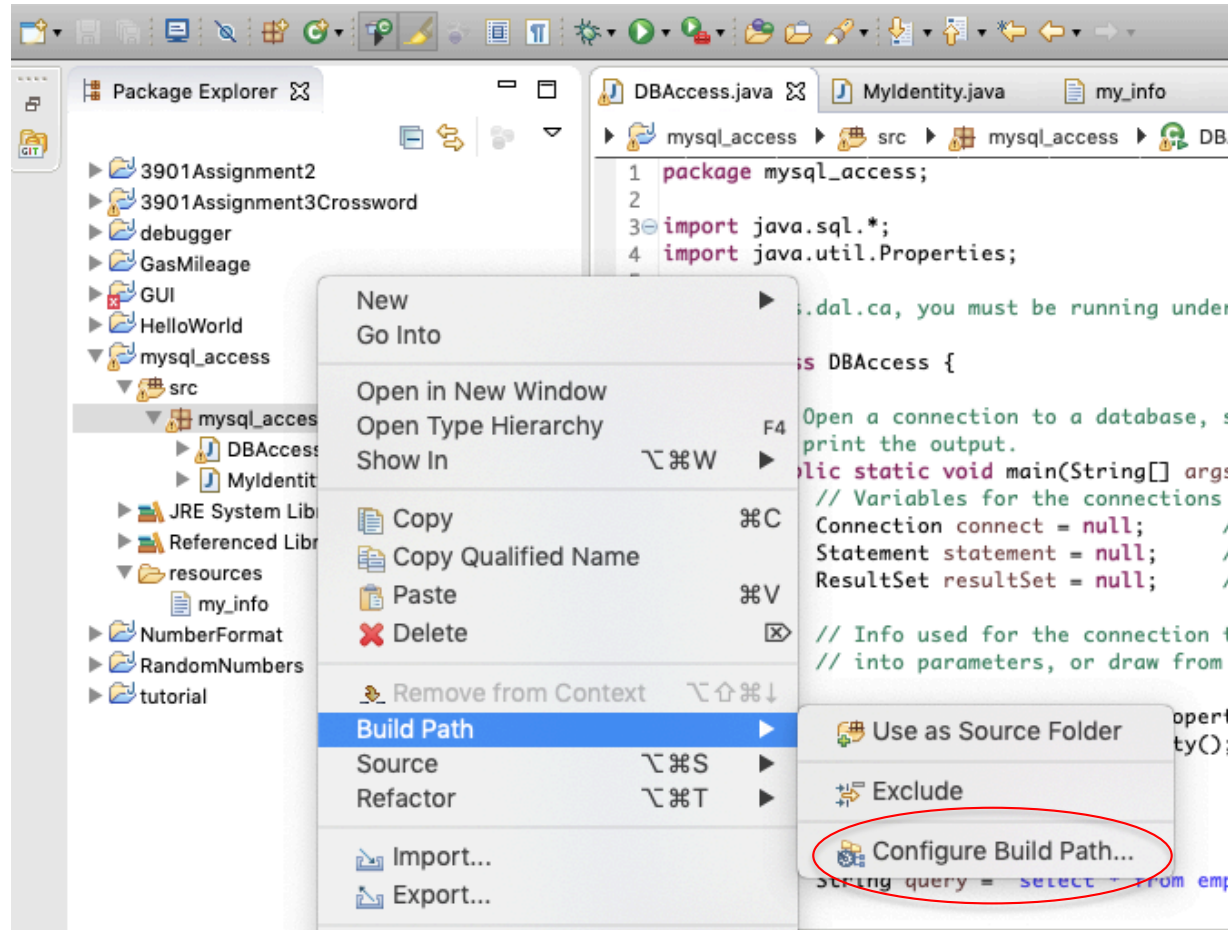 GIT
Package Explorer
3901Assignment2
3901Assignment3Crossword
debugger
GasMileage
GUI
HelloWorld
mysql_access
src
mysql_acces
DBAccess
MyIdentit
JRE System Lib
Referenced Libr
resources
my_info
NumberFormat
RandomNumbers
tutorial
New
Go Into
Open in New Window
Open Type Hierarchy F4
Show In ⌥⌘W
Copy ⌘C
Copy Qualified Name
Paste ⌘V
Delete ⌦
Remove from Context ⌥⇧⌘↓
Build Path
Source ⌥⌘S
Refactor ⌥⌘T
Import...
Export...
Use as Source Folder
Exclude
Configure Build Path...
DBAccess.java MyIdentity.java my_info
mysql_access src mysql_access DB
1 package mysql_access;
2
3 import java.sql.*;
4 import java.util.Properties;
s.dal.ca, you must be running under
ss DBAccess {
Open a connection to a database, s
print the output.
lic static void main(String[] args
// Variables for the connections
Connection connect = null; /
Statement statement = null; /
ResultSet resultSet = null; /
// Info used for the connection t
// into parameters, or draw from
opert
ty();
String query = "select * from emp